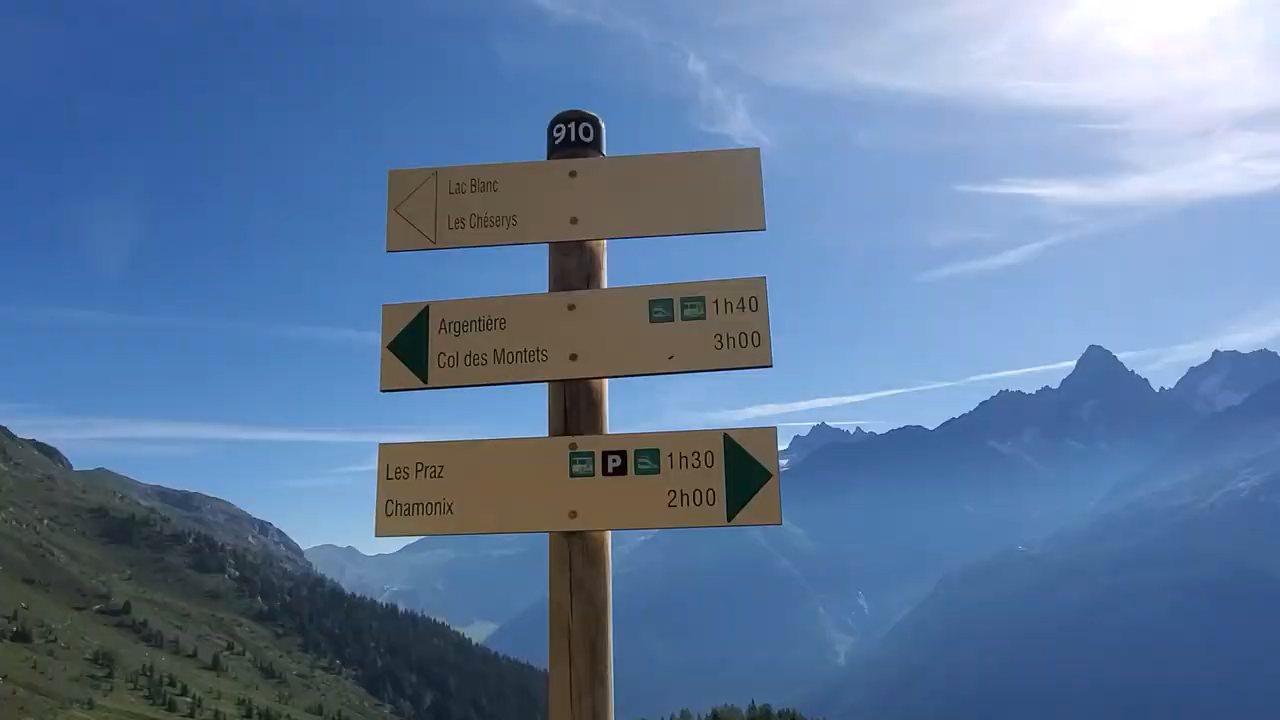 910
Lac Blanc
Les Chéserys
Argentière 1h40
Col des Montets 3h00
Les Praz P 1h30
Chamonix 2h00